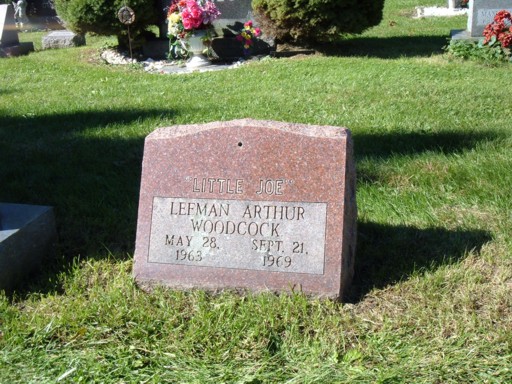 "LITTLE JOE"
LEFMAN ARTHUR
WOODCOCK
MAY 28, SEPT. 21,
1963 1969